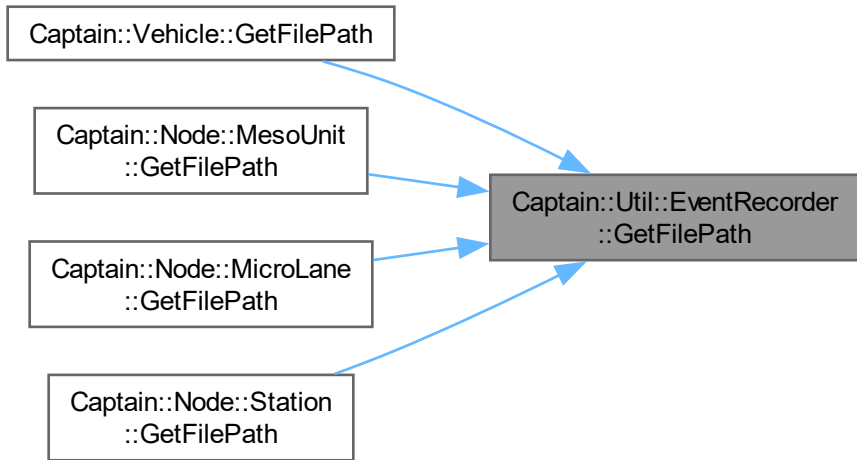 Captain::Vehicle::GetFilePath
Captain::Node::MesoUnit
::GetFilePath
Captain::Node::MicroLane
::GetFilePath
Captain::Node::Station
::GetFilePath
Captain::Util::EventRecorder
::GetFilePath